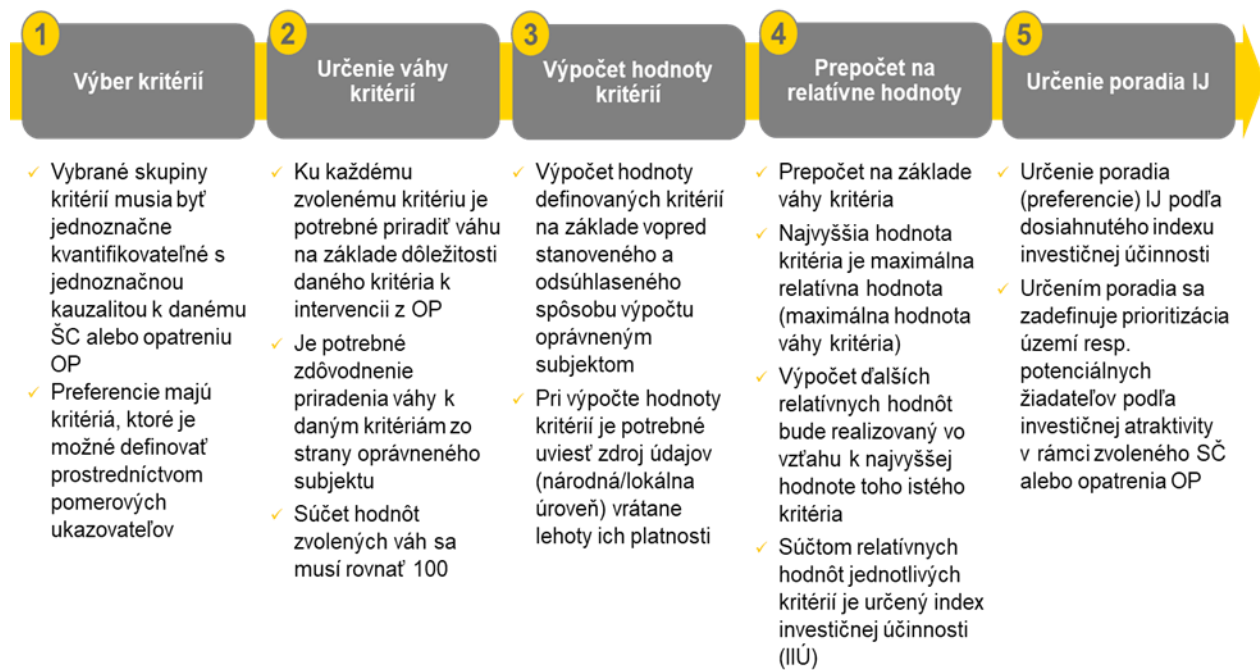 1
Výber kritérií
✓ Vybrané skupiny
kritérií musia byť
jednoznačne
kvantifikovateľné s
jednoznačnou
kauzalitou k danému
ŠC alebo opatreniu
OP
✓ Preferencie majú
kritériá, ktoré je
možné definovať
prostredníctvom
pomerových
ukazovateľov
2
Určenie váhy
kritérií
✓ Ku každému
zvolenému kritériu je
potrebné priradiť váhu
na základe dôležitosti
daného kritéria k
intervencii z OP
✓ Je potrebné
zdôvodnenie
priradenia váhy k
daným kritériám zo
strany oprávneného
subjektu
✓ Súčet hodnôt
zvolených váh sa
musí rovnať 100
3
Výpočet hodnoty
kritérií
✓ Výpočet hodnoty
definovaných kritérií
na základe vopred
stanoveného a
odsúhlaseného
spôsobu výpočtu
oprávneným
subjektom
✓ Pri výpočte hodnoty
kritérií je potrebné
uviesť zdroj údajov
(národná/lokálna
úroveň) vrátane
lehoty ich platnosti
4
Prepočet na
relatívne hodnoty
✓ Prepočet na základe
váhy kritéria
✓ Najvyššia hodnota
kritéria je maximálna
relatívna hodnota
(maximálna hodnota
váhy kritéria)
✓ Výpočet ďalších
relatívnych hodnôt
bude realizovaný vo
vzťahu k najvyššej
hodnote toho istého
kritéria
✓ Súčtom relatívnych
hodnôt jednotlivých
kritérií je určený index
investičnej účinnosti
(IIÚ)
5
Určenie poradia IJ
✓ Určenie poradia
(preferencie) IJ podľa
dosiahnutého indexu
investičnej účinnosti
✓ Určením poradia sa
zadefinuje prioritizácia
území resp.
potenciálnych
žiadateľov podľa
investičnej atraktivity
v rámci zvoleného SČ
alebo opatrenia OP